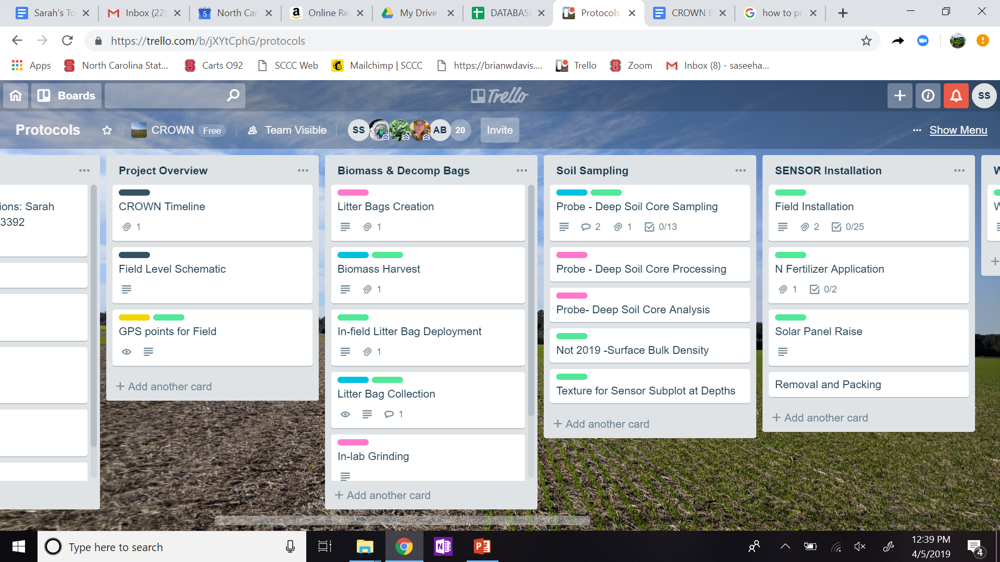 Sarah's To
Inbox (22)
North Car
Online Re
My Drive
DATABAS
Protocols
CROWN E
how to pr
https://trello.com/b/jXYtCphG/protocols
Apps
North Carolina Stat...
Carts O92
SCCC Web
Mailchimp | SCCC
https://brianwdavis....
Trello
Zoom
Inbox (8) - saseeha...
Boards
Trello
SS
Protocols
CROWN Free
Team Visible
SS
AB
20
Invite
... Show Menu
ions: Sarah
3392
Project Overview
CROWN Timeline
1
Field Level Schematic
GPS points for Field
+ Add another card
Biomass & Decomp Bags
Litter Bags Creation
1
Biomass Harvest
1
In-field Litter Bag Deployment
1
Litter Bag Collection
1
In-lab Grinding
+ Add another card
Soil Sampling
Probe - Deep Soil Core Sampling
2 1 0/13
Probe - Deep Soil Core Processing
Probe- Deep Soil Core Analysis
Not 2019 -Surface Bulk Density
Texture for Sensor Subplot at Depths
+ Add another card
SENSOR Installation
Field Installation
2 0/25
N Fertilizer Application
1 0/2
Solar Panel Raise
Removal and Packing
+ Add another card
Type here to search
12:39 PM
4/5/2019
4